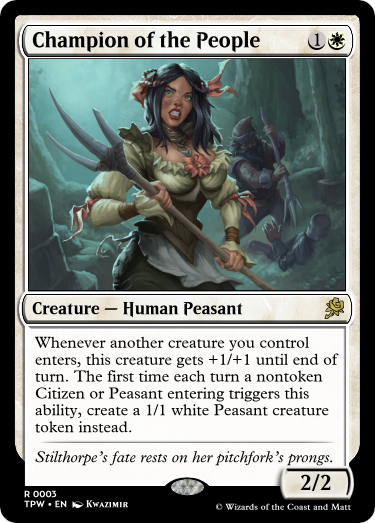 Champion of the People 1
Creature — Human Peasant
Whenever another creature you control
enters, this creature gets +1/+1 until end of
turn. The first time each turn a nontoken
Citizen or Peasant entering triggers this
ability, create a 1/1 white Peasant creature
token instead.
Stilthorpe's fate rests on her pitchfork's prongs.
2/2
R 0003
TPW • EN Kwazimir
© Wizards of the Coast and Matt